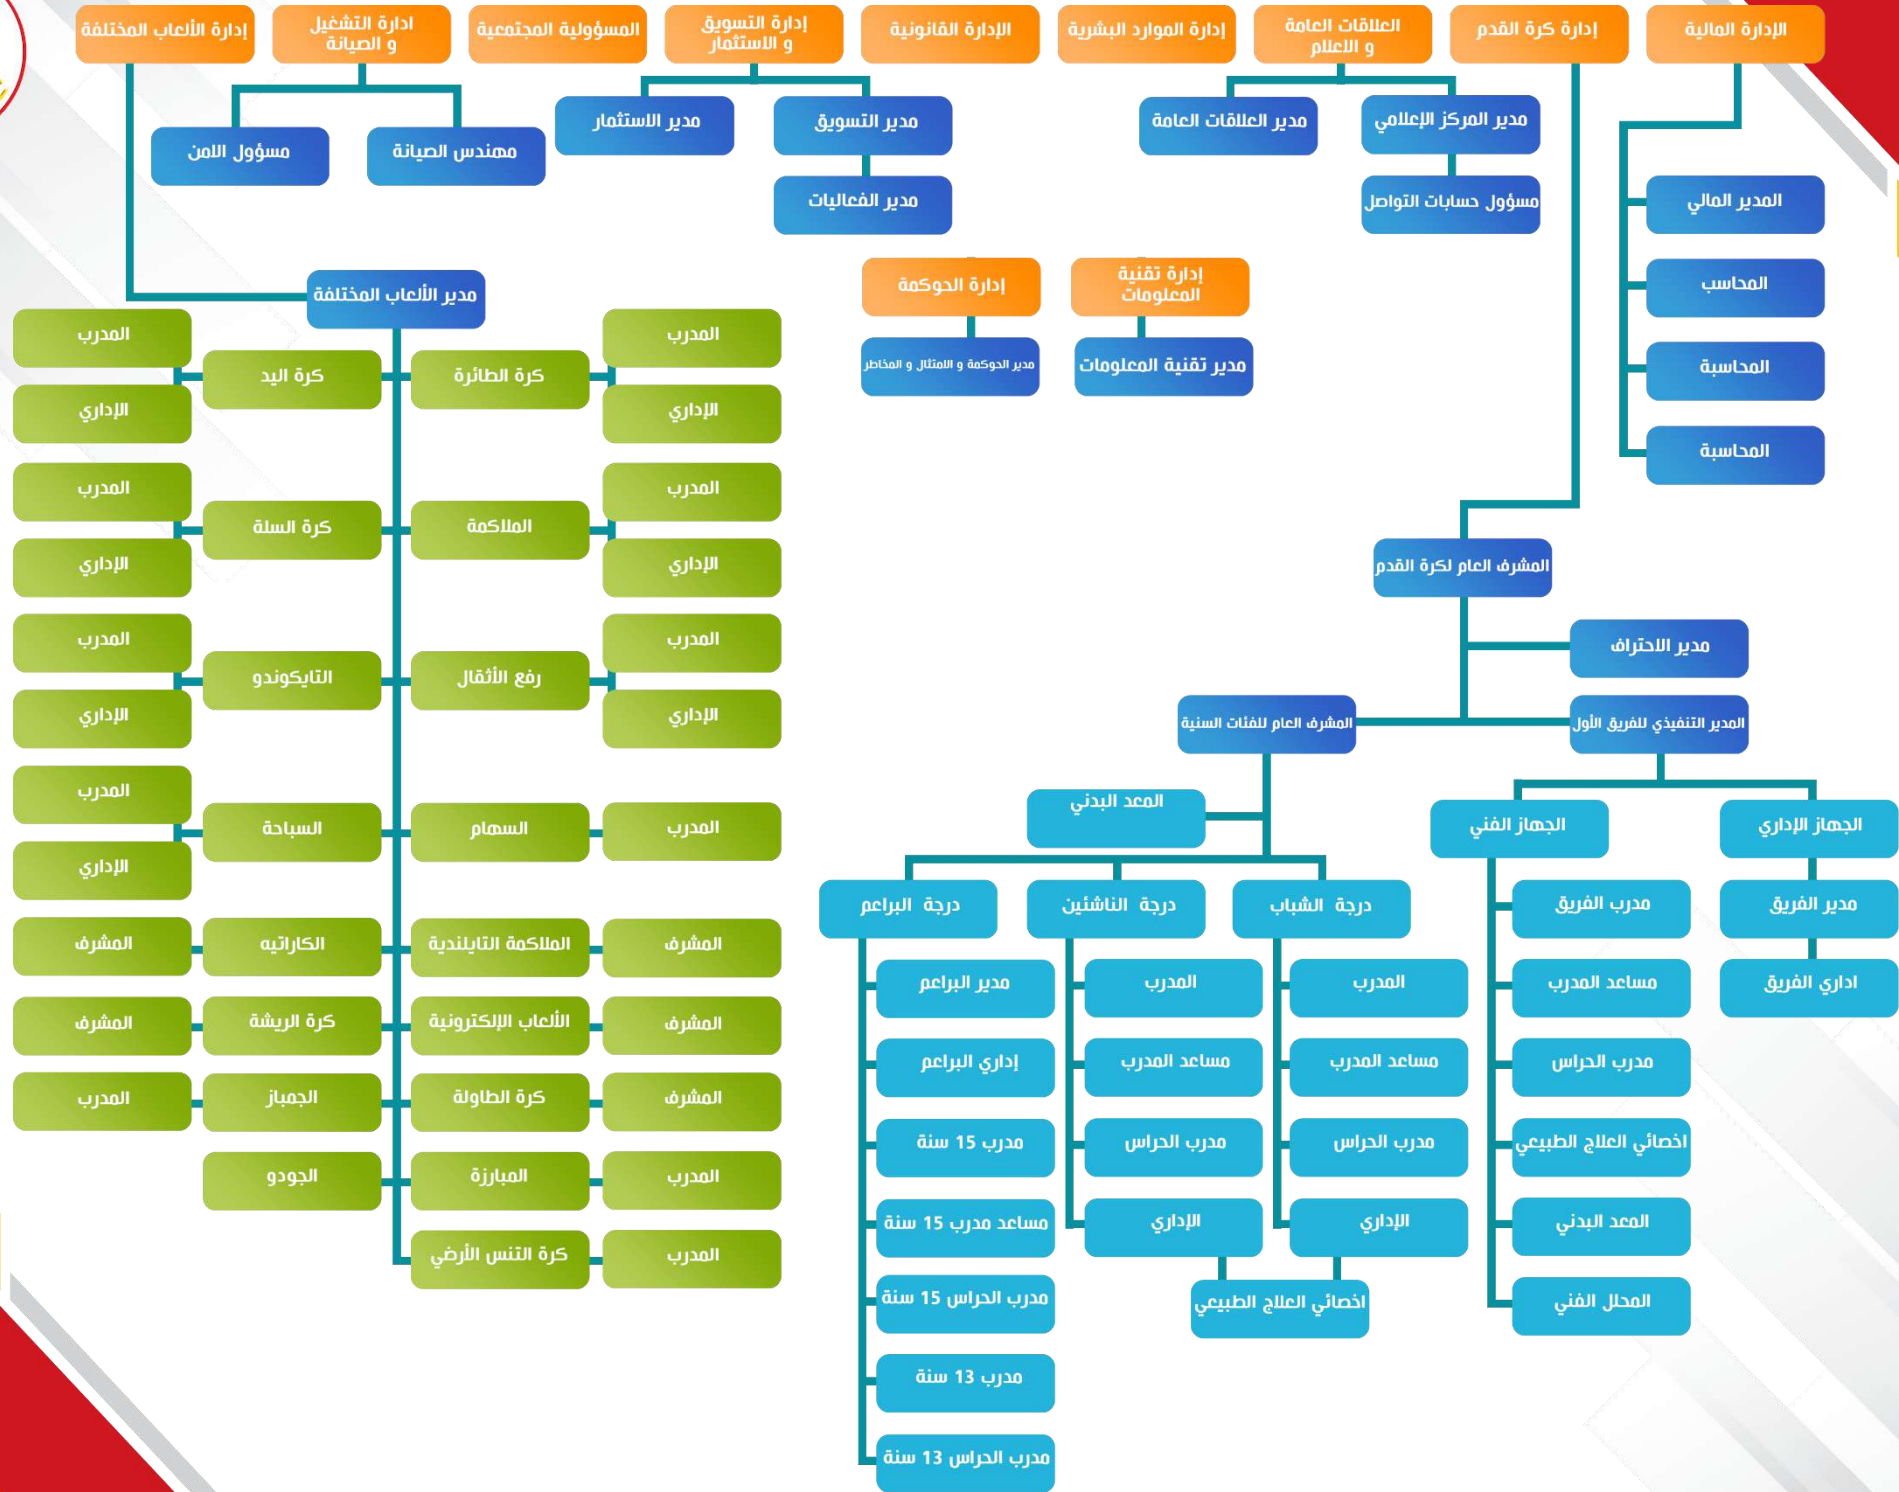 الإدارة المالية
إدارة كرة القدم
العلاقات العامة
و الاعلام
إدارة الموارد البشرية
الإدارة القانونية
إدارة التسويق
و الاستثمار
المسؤولية المجتمعية
ادارة التشغيل
و الصيانة
إدارة الألعاب المختلفة
مدير المركز الإعلامي
مدير العلاقات العامة
مدير التسويق
مدير الاستثمار
مهندس الصيانة
مسؤول الامن
المدير المالي
مسؤول حسابات التواصل
مدير الفعاليات
المحاسب
المحاسبة
المحاسبة
إدارة تقنية
المعلومات
إدارة الحوكمة
مدير تقنية المعلومات
مدير الحوكمة و الامتثال و المخاطر
المشرف العام لكرة القدم
مدير الاحتراف
المدير التنفيذي للفريق الأول
المشرف العام للفئات السنية
الجهاز الإداري
مدير الفريق
اداري الفريق
الجهاز الفني
مدرب الفريق
مساعد المدرب
مدرب الحراس
اخصائي العلاج الطبيعي
المعد البدني
المحلل الفني
المعد البدني
درجة الشباب
المدرب
مساعد المدرب
مدرب الحراس
الإداري
درجة الناشئين
المدرب
مساعد المدرب
مدرب الحراس
الإداري
اخصائي العلاج الطبيعي
درجة البراعم
مدير البراعم
إداري البراعم
مدرب 15 سنة
مساعد مدرب 15 سنة
مدرب الحراس 15 سنة
مدرب 13 سنة
مدرب الحراس 13 سنة
مدير الألعاب المختلفة
المدرب
كرة الطائرة
الإداري
المدرب
كرة اليد
الإداري
المدرب
الملاكمة
الإداري
المدرب
كرة السلة
الإداري
المدرب
رفع الأثقال
الإداري
المدرب
التايكوندو
الإداري
المدرب
السهام
المدرب
السباحة
الإداري
المشرف
الملاكمة التايلندية
الكاراتيه
المشرف
المشرف
الألعاب الإلكترونية
كرة الريشة
المشرف
المشرف
كرة الطاولة
الجمباز
المدرب
المدرب
المبارزة
الجودو
المدرب
كرة التنس الأرضي